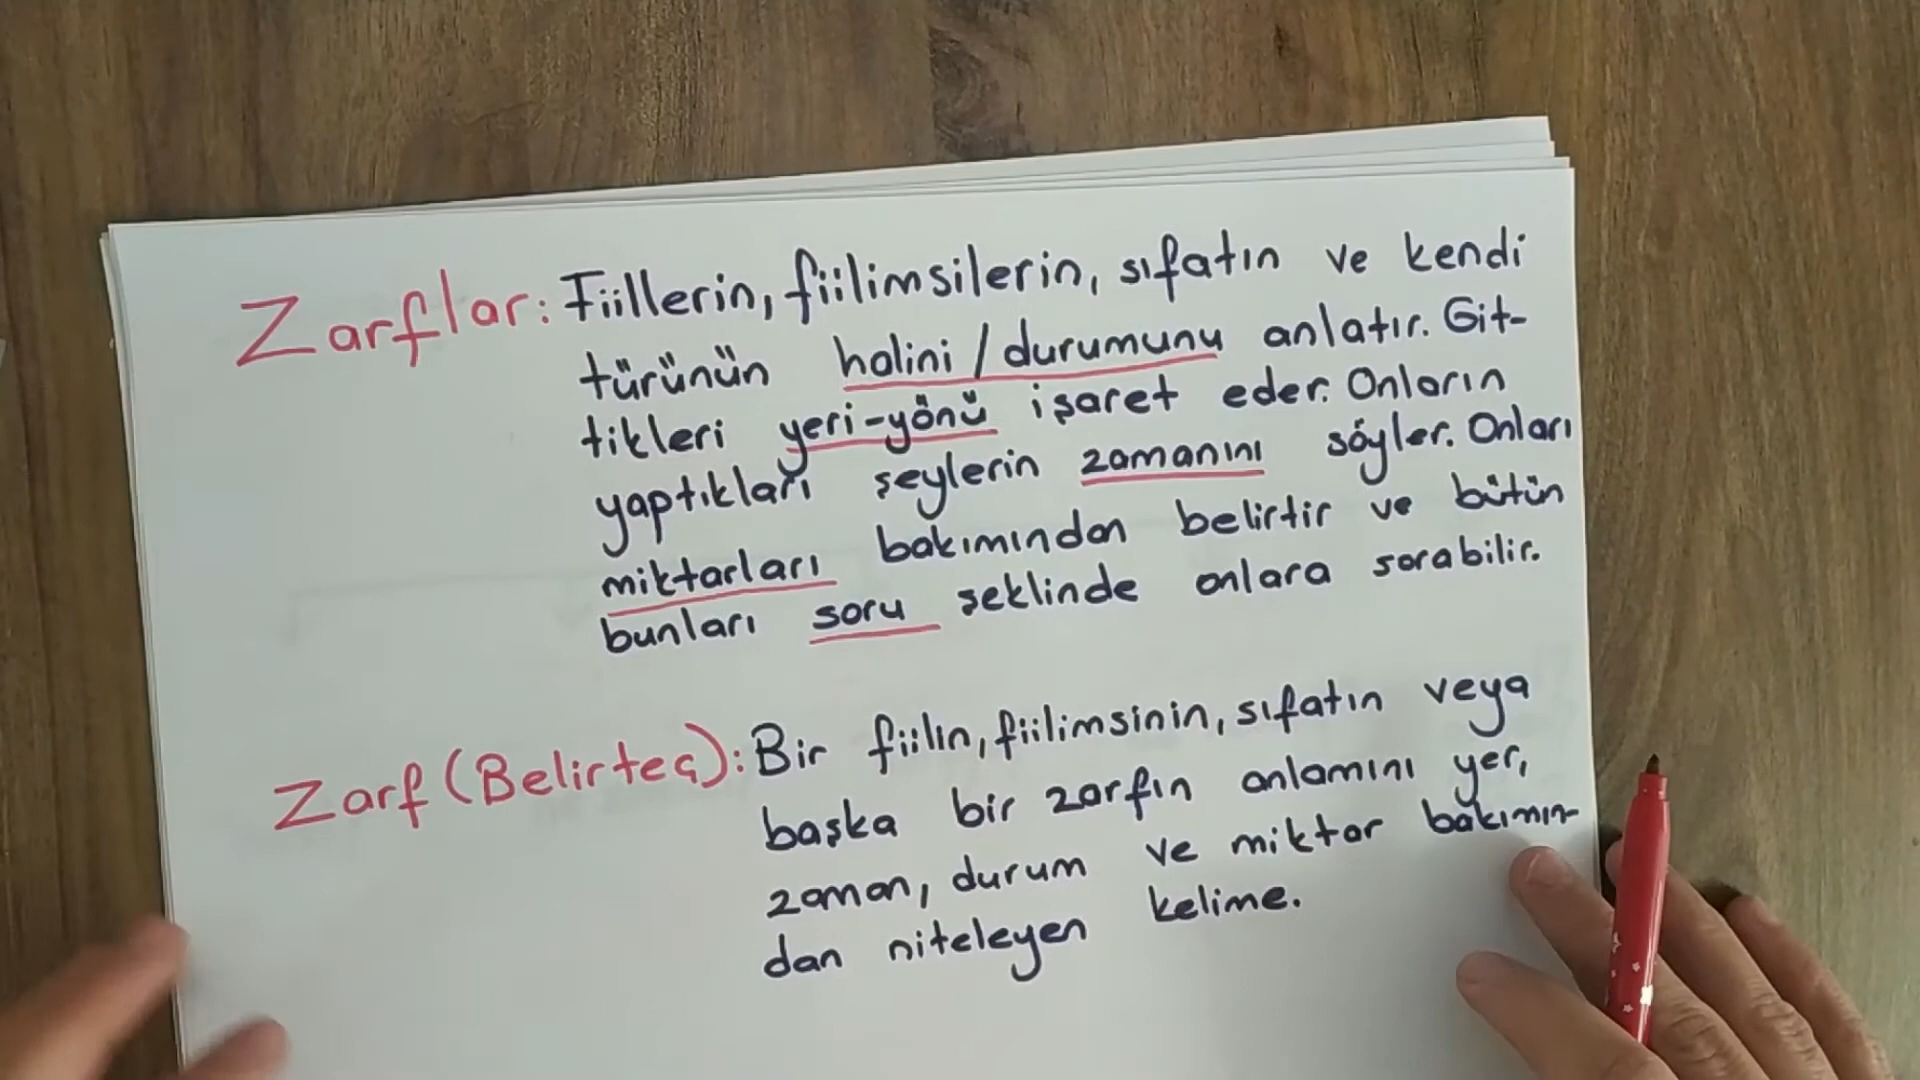 Zarflar: Fiillerin, fiilimsilerin, sıfatın ve kendi
türünün halini / durumunu anlatır. Git-
tikleri yeri-yönü işaret eder. Onların
yaptıkları şeylerin zamanını söyler. Onları
miktarları bakımından belirtir ve bütün
bunları soru şeklinde onlara sorabilir.
Zarf (Belirteç): Bir fiilin, fiilimsinin, sıfatın veya
başka bir zarfın anlamını yer,
zaman, durum ve miktar bakımın-
dan niteleyen kelime.